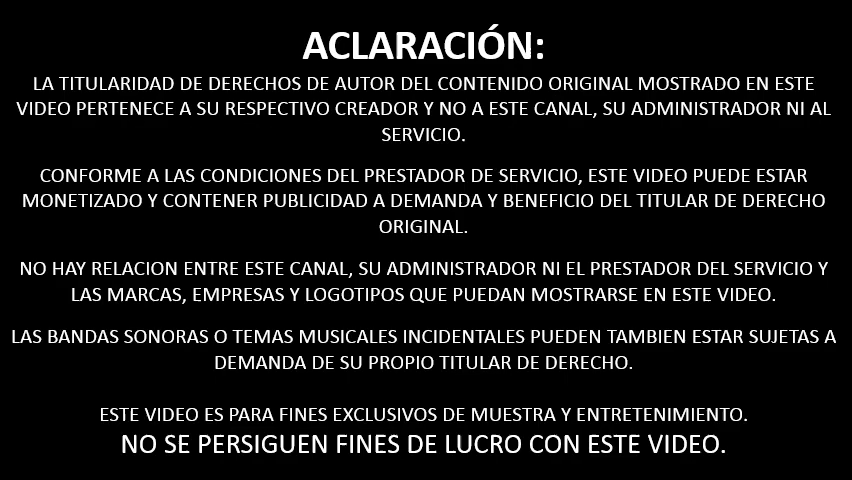 ACLARACIÓN:
LA TITULARIDAD DE DERECHOS DE AUTOR DEL CONTENIDO ORIGINAL MOSTRADO EN ESTE
VIDEO PERTENECE A SU RESPECTIVO CREADOR Y NO A ESTE CANAL, SU ADMINISTRADOR NI AL
SERVICIO.
CONFORME A LAS CONDICIONES DEL PRESTADOR DE SERVICIO, ESTE VIDEO PUEDE ESTAR
MONETIZADO Y CONTENER PUBLICIDAD A DEMANDA Y BENEFICIO DEL TITULAR DE DERECHO
ORIGINAL.
NO HAY RELACION ENTRE ESTE CANAL, SU ADMINISTRADOR NI EL PRESTADOR DEL SERVICIO Y
LAS MARCAS, EMPRESAS Y LOGOTIPOS QUE PUEDAN MOSTRARSE EN ESTE VIDEO.
LAS BANDAS SONORAS O TEMAS MUSICALES INCIDENTALES PUEDEN TAMBIEN ESTAR SUJETAS A
DEMANDA DE SU PROPIO TITULAR DE DERECHO.
ESTE VIDEO ES PARA FINES EXCLUSIVOS DE MUESTRA Y ENTRETENIMIENTO.
NO SE PERSIGUEN FINES DE LUCRO CON ESTE VIDEO.